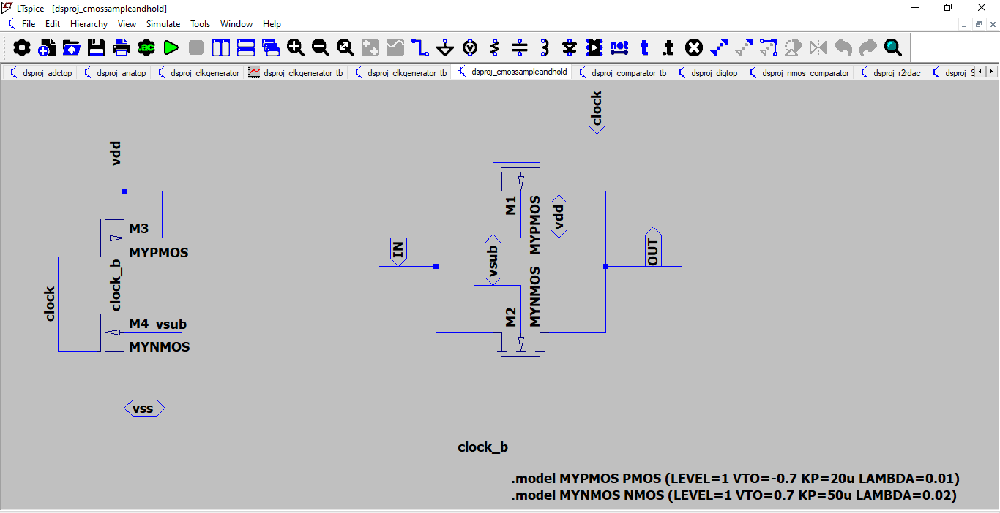 LTspice - [dsproj_cmossampleandhold]
File Edit Hierarchy View Simulate Tools Window Help
.ac net t .t
dsproj_adctop dsproj_anatop dsproj_clkgenerator dsproj_clkgenerator_tb dsproj_clkgenerator_tb dsproj_cmossampleandhold dsproj_comparator_tb dsproj_digtop dsproj_nmos_comparator dsproj_r2rdac dsproj_S
clock
vdd
M1
MYPMOS
vdd
M3
MYPMOS
IN
vsub
OUT
clock_b
clock
MYNMOS
M2
M4 vsub
MYNMOS
vss
clock_b
.model MYPMOS PMOS (LEVEL=1 VTO=-0.7 KP=20u LAMBDA=0.01)
.model MYNMOS NMOS (LEVEL=1 VTO=0.7 KP=50u LAMBDA=0.02)